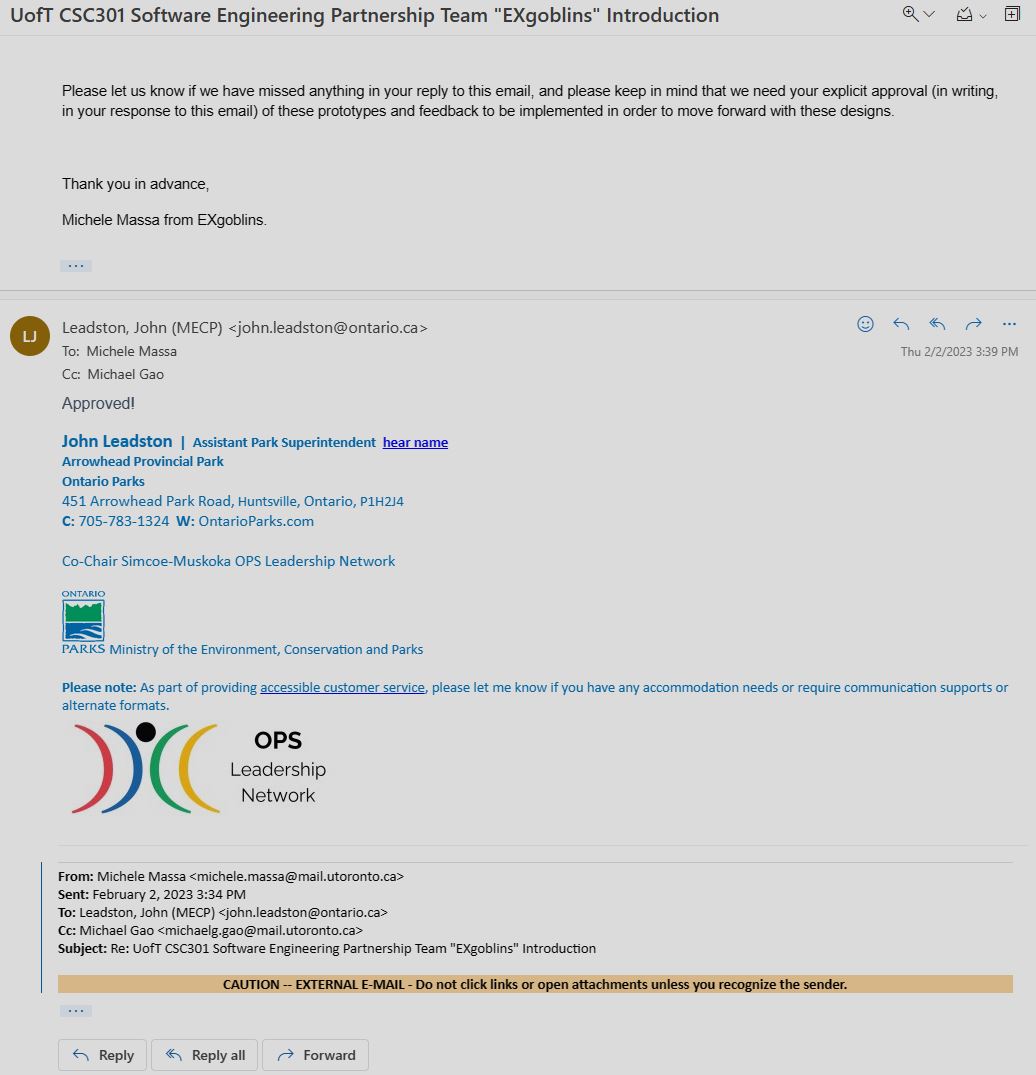 UofT CSC301 Software Engineering Partnership Team "EXgoblins" Introduction
Please let us know if we have missed anything in your reply to this email, and please keep in mind that we need your explicit approval (in writing,
in your response to this email) of these prototypes and feedback to be implemented in order to move forward with these designs.
Thank you in advance,
Michele Massa from EXgoblins.
...
LJ
Leadston, John (MECP) <john.leadston@ontario.ca>
To: Michele Massa
Thu 2/2/2023 3:39 PM
Cc: Michael Gao
Approved!
John Leadston | Assistant Park Superintendent hear name
Arrowhead Provincial Park
Ontario Parks
451 Arrowhead Park Road, Huntsville, Ontario, P1H2J4
C: 705-783-1324 W: OntarioParks.com
Co-Chair Simcoe-Muskoka OPS Leadership Network
ONTARIO
PARKS Ministry of the Environment, Conservation and Parks
Please note: As part of providing accessible customer service, please let me know if you have any accommodation needs or require communication supports or
alternate formats.
OPS
Leadership
Network
From: Michele Massa <michele.massa@mail.utoronto.ca>
Sent: February 2, 2023 3:34 PM
To: Leadston, John (MECP) <john.leadston@ontario.ca>
Cc: Michael Gao <michaelg.gao@mail.utoronto.ca>
Subject: Re: UofT CSC301 Software Engineering Partnership Team "EXgoblins" Introduction
CAUTION -- EXTERNAL E-MAIL - Do not click links or open attachments unless you recognize the sender.
...
Reply Reply all Forward